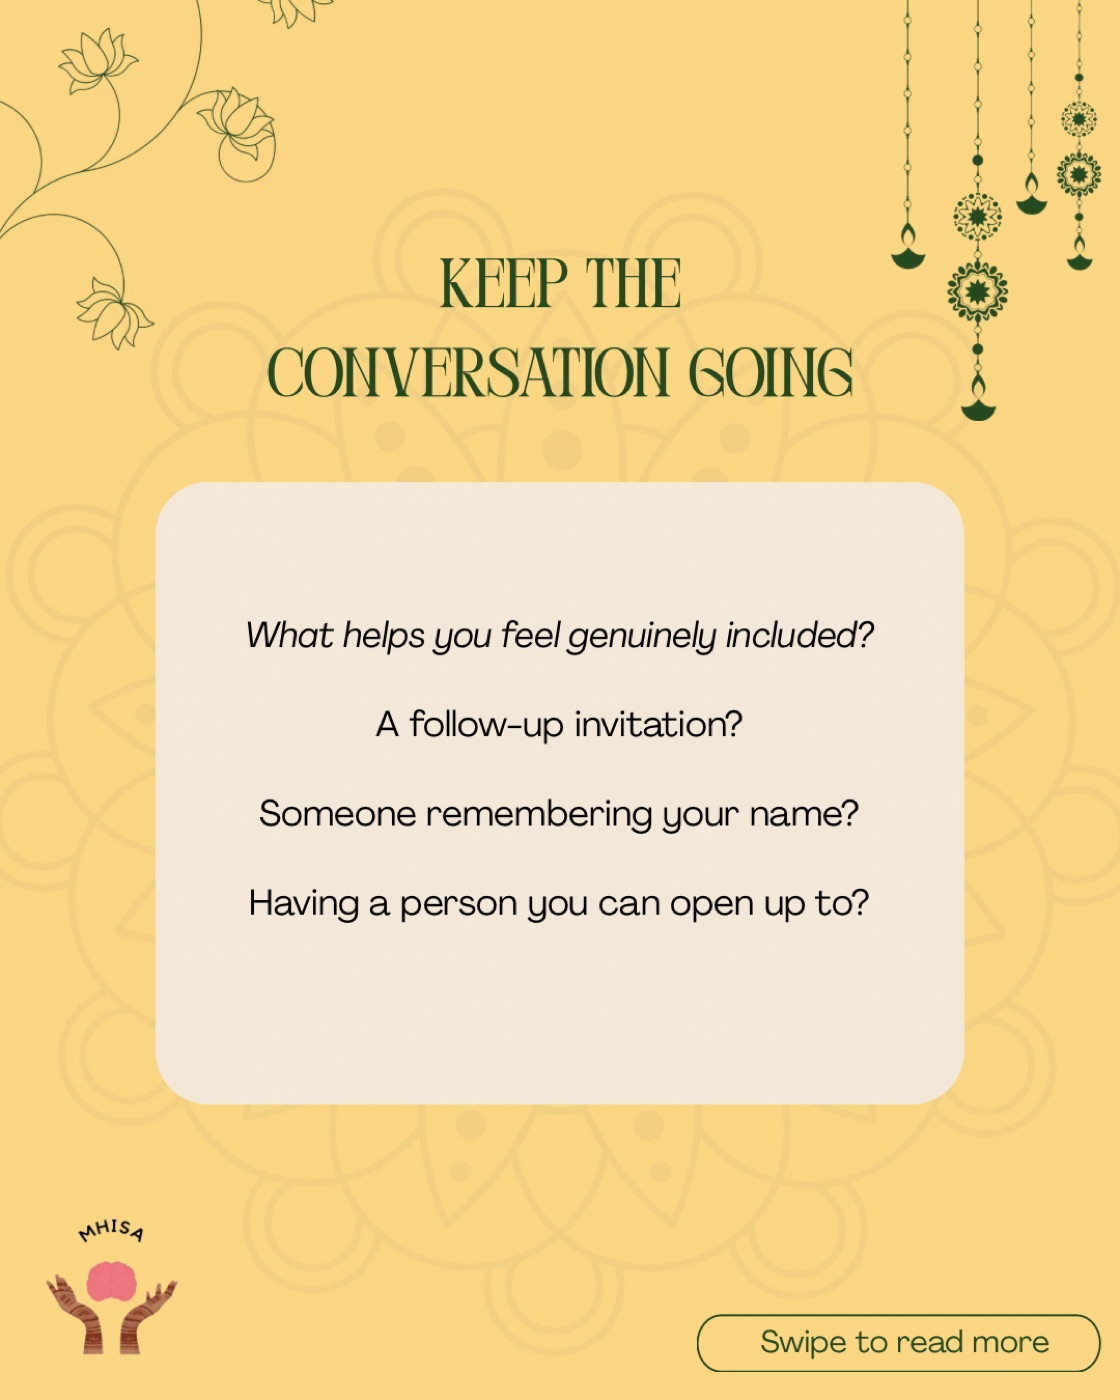 KEEP THE
CONVERSATION GOING
What helps you feel genuinely included?
A follow-up invitation?
Someone remembering your name?
Having a person you can open up to?
MHISA
Swipe to read more